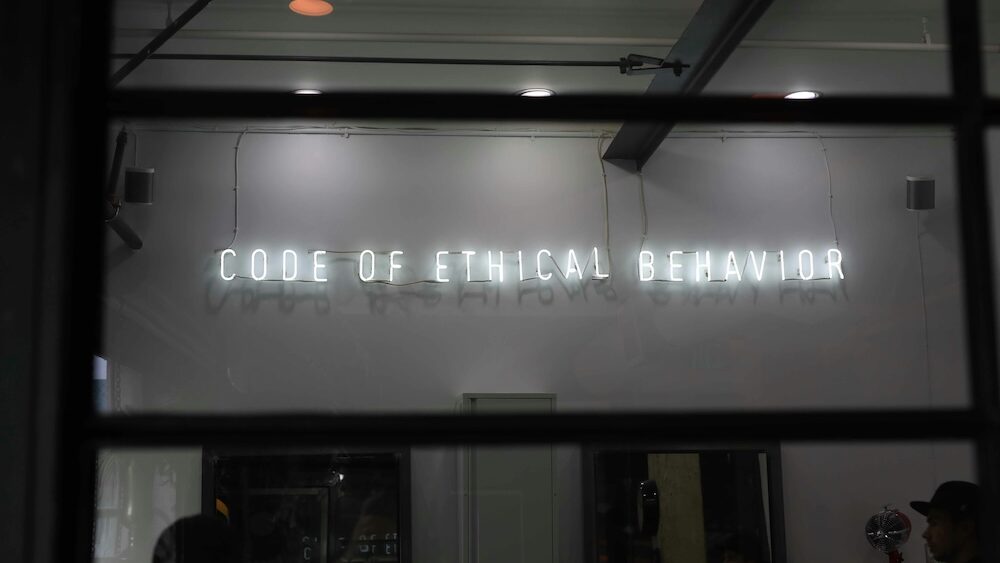 CODE OF ETHICAL BEHAVIOR